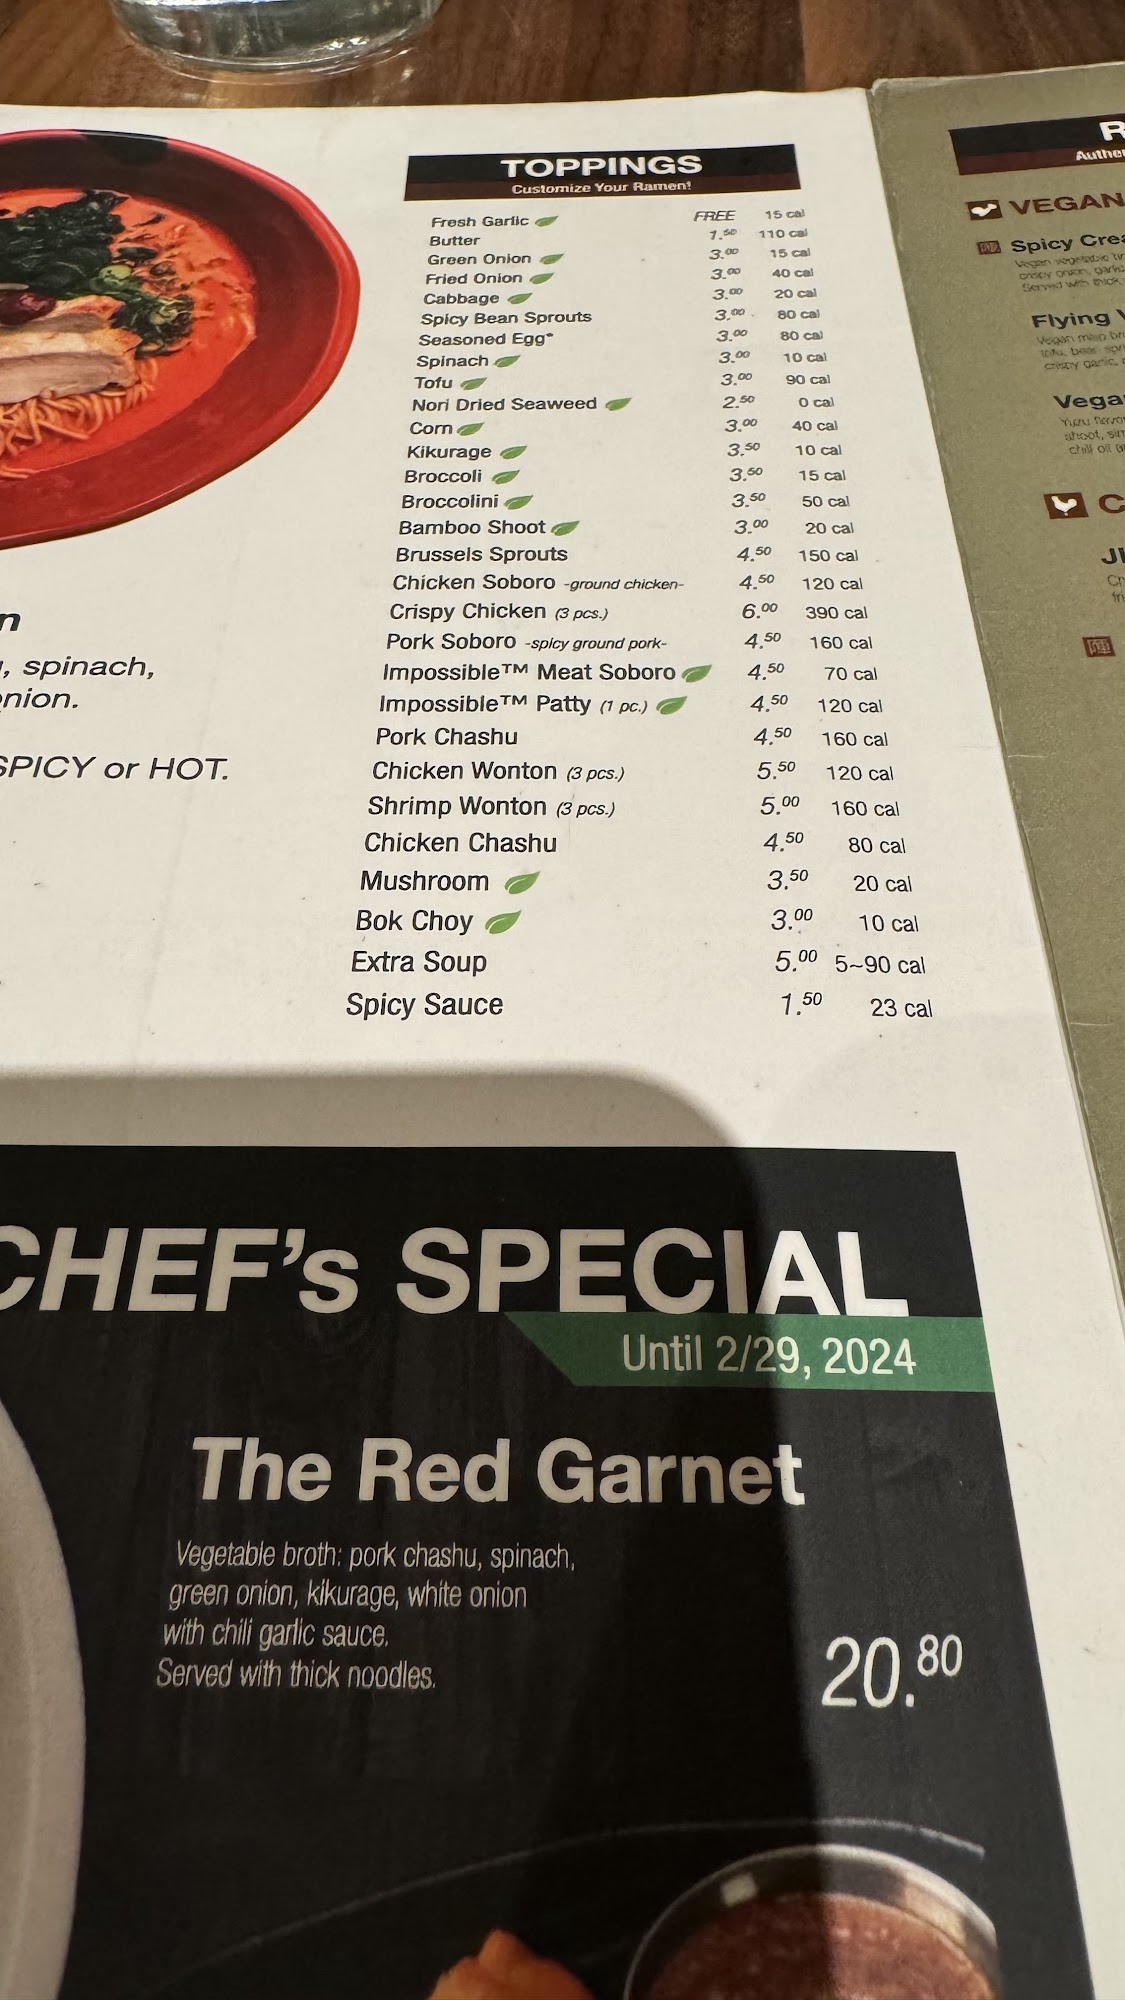 TOPPINGS
Customize Your Ramen!
Fresh Garlic FREE 15 cal
Butter 1.50 110 cal
Green Onion 3.00 15 cal
Fried Onion 3.00 40 cal
Cabbage 3.00 20 cal
Spicy Bean Sprouts 3.00 80 cal
Seasoned Egg* 3.00 80 cal
Spinach 3.00 10 cal
Tofu 3.00 90 cal
Nori Dried Seaweed 2.50 0 cal
Corn 3.00 40 cal
Kikurage 3.50 10 cal
Broccoli 3.50 15 cal
Broccolini 3.50 50 cal
Bamboo Shoot 3.00 20 cal
Brussels Sprouts 4.50 150 cal
Chicken Soboro -ground chicken- 4.50 120 cal
Crispy Chicken (3 pcs.) 6.00 390 cal
Pork Soboro -spicy ground pork- 4.50 160 cal
Impossible™ Meat Soboro 4.50 70 cal
Impossible™ Patty (1 pc.) 4.50 120 cal
Pork Chashu 4.50 160 cal
Chicken Wonton (3 pcs.) 5.50 120 cal
Shrimp Wonton (3 pcs.) 5.00 160 cal
Chicken Chashu 4.50 80 cal
Mushroom 3.50 20 cal
Bok Choy 3.00 10 cal
Extra Soup 5.00 5~90 cal
Spicy Sauce 1.50 23 cal
n
, spinach,
nion.
SPICY or HOT.
CHEF's SPECIAL
Until 2/29, 2024
The Red Garnet
Vegetable broth: pork chashu, spinach,
green onion, kikurage, white onion
with chili garlic sauce.
Served with thick noodles.
20.80
R
Authe
VEGAN
Spicy Crea
Served with thick
Flying V
Vega
C